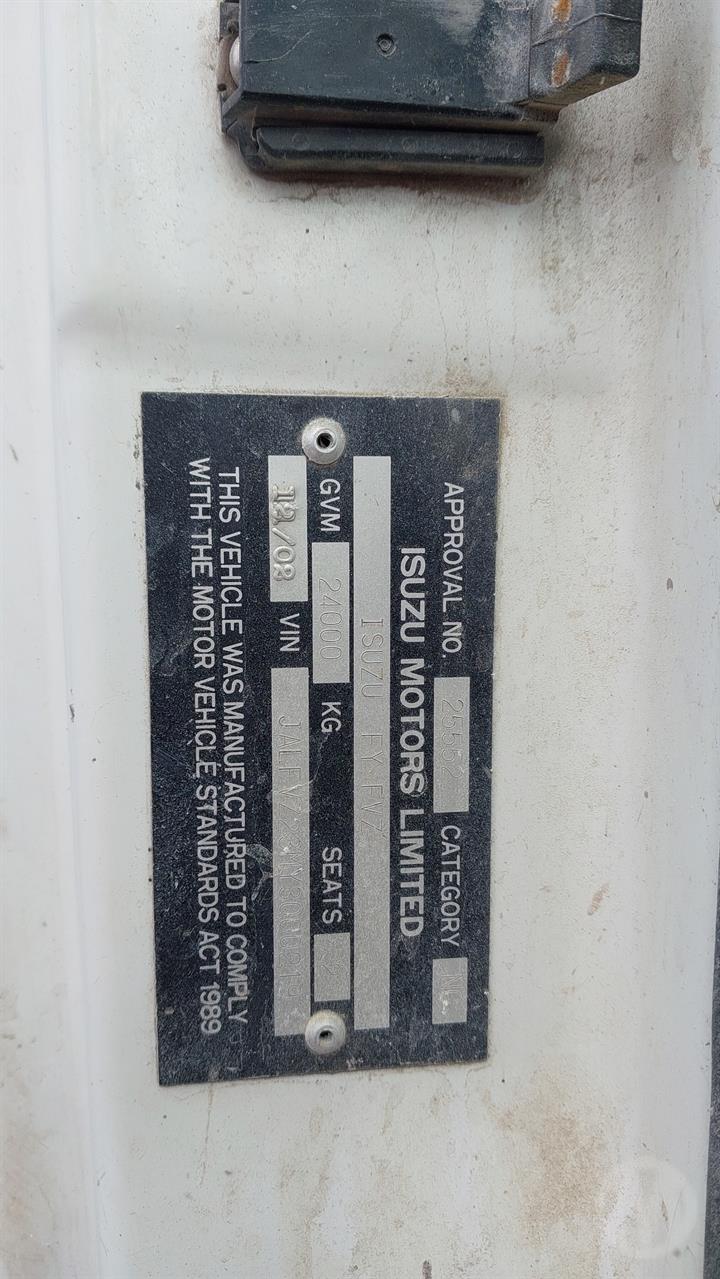 APPROVAL NO. 25552 CATEGORY
ISUZU MOTORS LIMITED
ISUZU FY-FVZ
GVM 24000 KG SEATS
12/08 VIN
THIS VEHICLE WAS MANUFACTURED TO COMPLY
WITH THE MOTOR VEHICLE STANDARDS ACT 1989